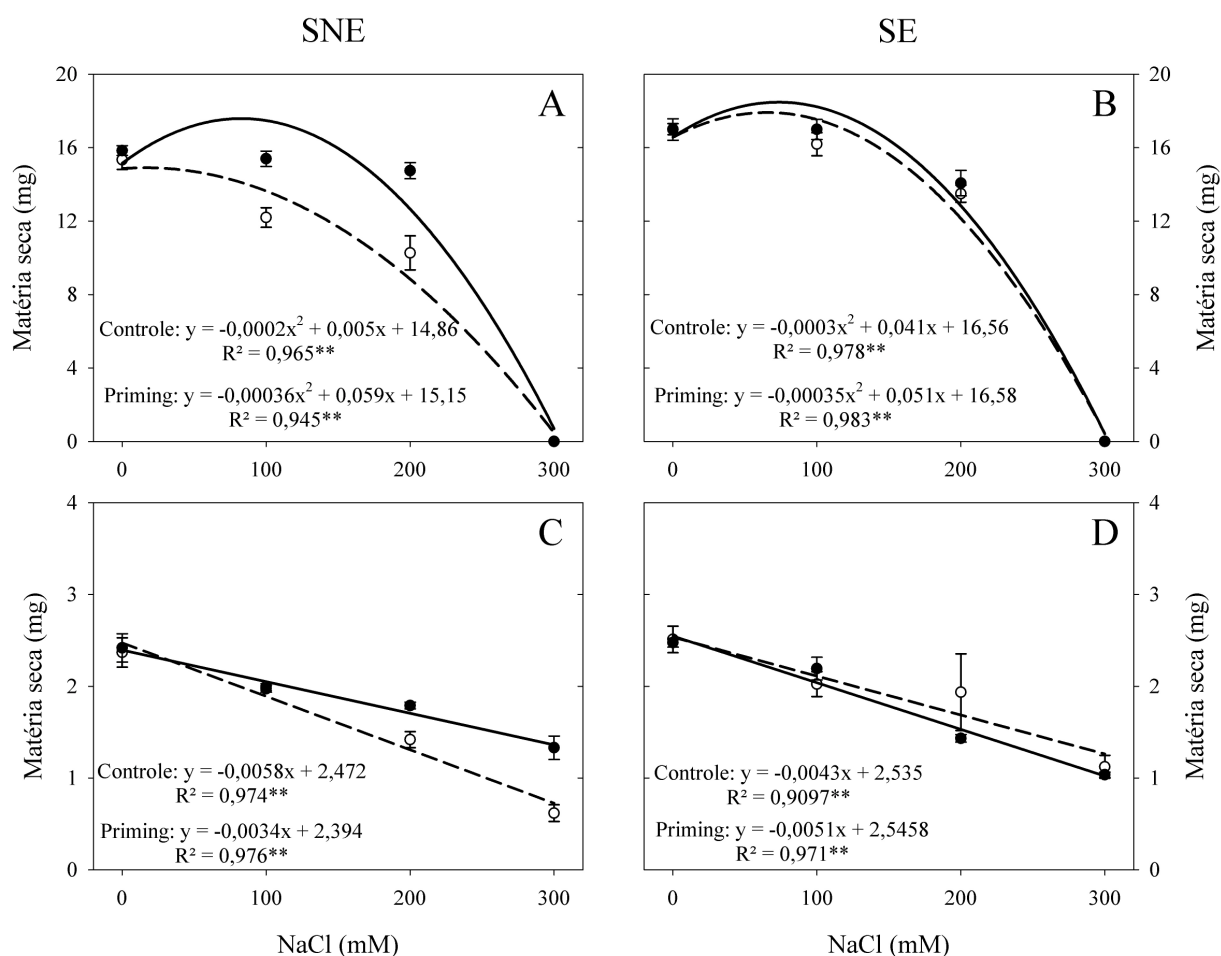 SNE
SE
A
20
16
12
8
4
0
Matéria seca (mg)
Controle: y = -0,0002x² + 0,005x + 14,86
R² = 0,965**
Priming: y = -0,00036x² + 0,059x + 15,15
R² = 0,945**
0 100 200 300
B
20
16
12
8
4
0
Matéria seca (mg)
Controle: y = -0,0003x² + 0,041x + 16,56
R² = 0,978**
Priming: y = -0,00035x² + 0,051x + 16,58
R² = 0,983**
0 100 200 300
C
4
3
2
1
0
Matéria seca (mg)
Controle: y = -0,0058x + 2,472
R² = 0,974**
Priming: y = -0,0034x + 2,394
R² = 0,976**
0 100 200 300
NaCl (mM)
D
4
3
2
1
0
Matéria seca (mg)
Controle: y = -0,0043x + 2,535
R² = 0,9097**
Priming: y = -0,0051x + 2,5458
R² = 0,971**
0 100 200 300
NaCl (mM)